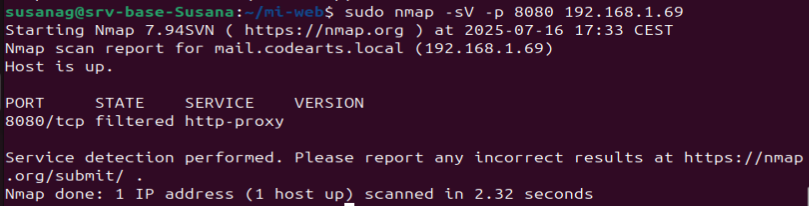 susanag@srv-base-Susana:~/mi-web$ sudo nmap -sV -p 8080 192.168.1.69
Starting Nmap 7.94SVN ( https://nmap.org ) at 2025-07-16 17:33 CEST
Nmap scan report for mail.codearts.local (192.168.1.69)
Host is up.
PORT     STATE    SERVICE    VERSION
8080/tcp filtered http-proxy
Service detection performed. Please report any incorrect results at https://nmap
.org/submit/ .
Nmap done: 1 IP address (1 host up) scanned in 2.32 seconds